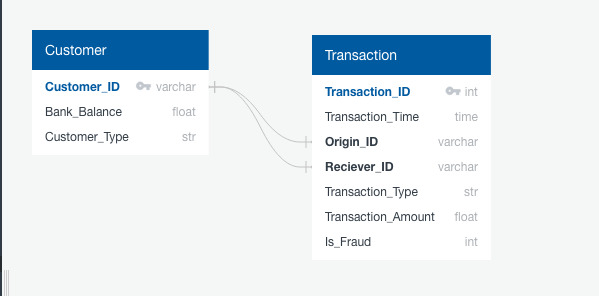 Customer
Customer_ID varchar
Bank_Balance float
Customer_Type str
Transaction
Transaction_ID int
Transaction_Time time
Origin_ID varchar
Reciever_ID varchar
Transaction_Type str
Transaction_Amount float
Is_Fraud int